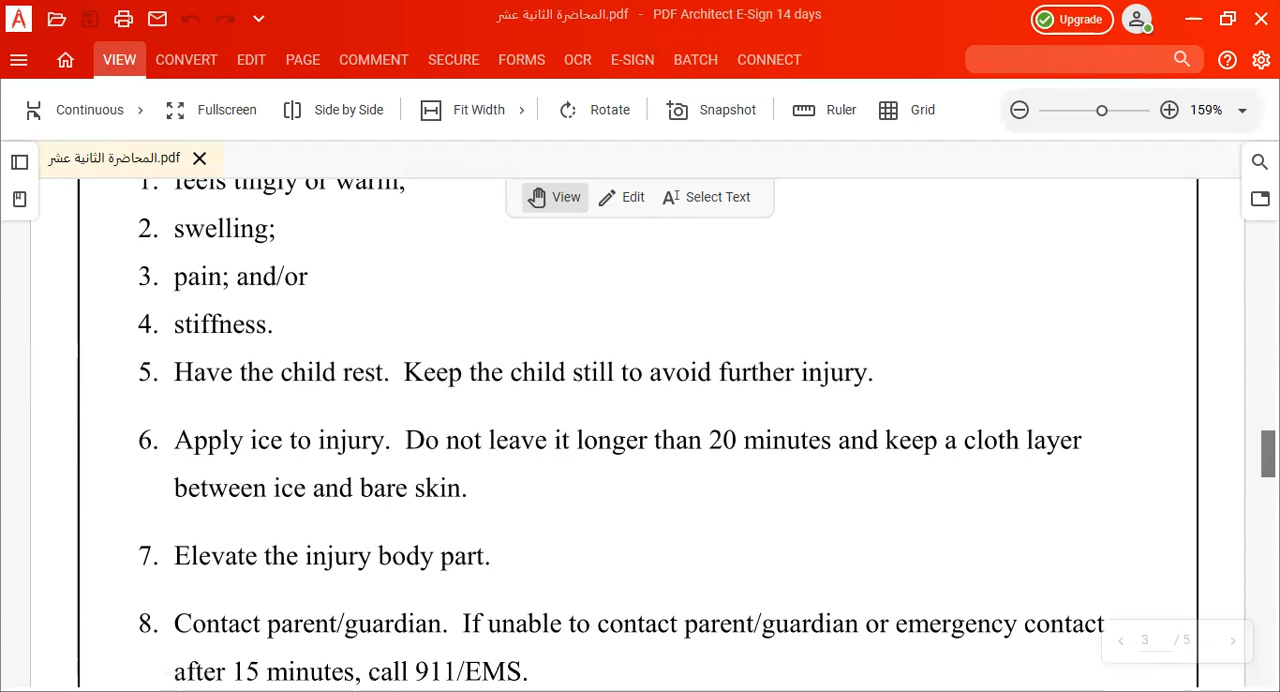 المحاضرة الثانية عشر.pdf - PDF Architect E-Sign 14 days
Upgrade
VIEW CONVERT EDIT PAGE COMMENT SECURE FORMS OCR E-SIGN BATCH CONNECT
Continuous Fullscreen Side by Side Fit Width Rotate Snapshot Ruler Grid 159%
المحاضرة الثانية عشر.pdf
View Edit Select Text
1. feels tingly or warm;
2. swelling;
3. pain; and/or
4. stiffness.
5. Have the child rest. Keep the child still to avoid further injury.
6. Apply ice to injury. Do not leave it longer than 20 minutes and keep a cloth layer
between ice and bare skin.
7. Elevate the injury body part.
8. Contact parent/guardian. If unable to contact parent/guardian or emergency contact
after 15 minutes, call 911/EMS.
3 / 5